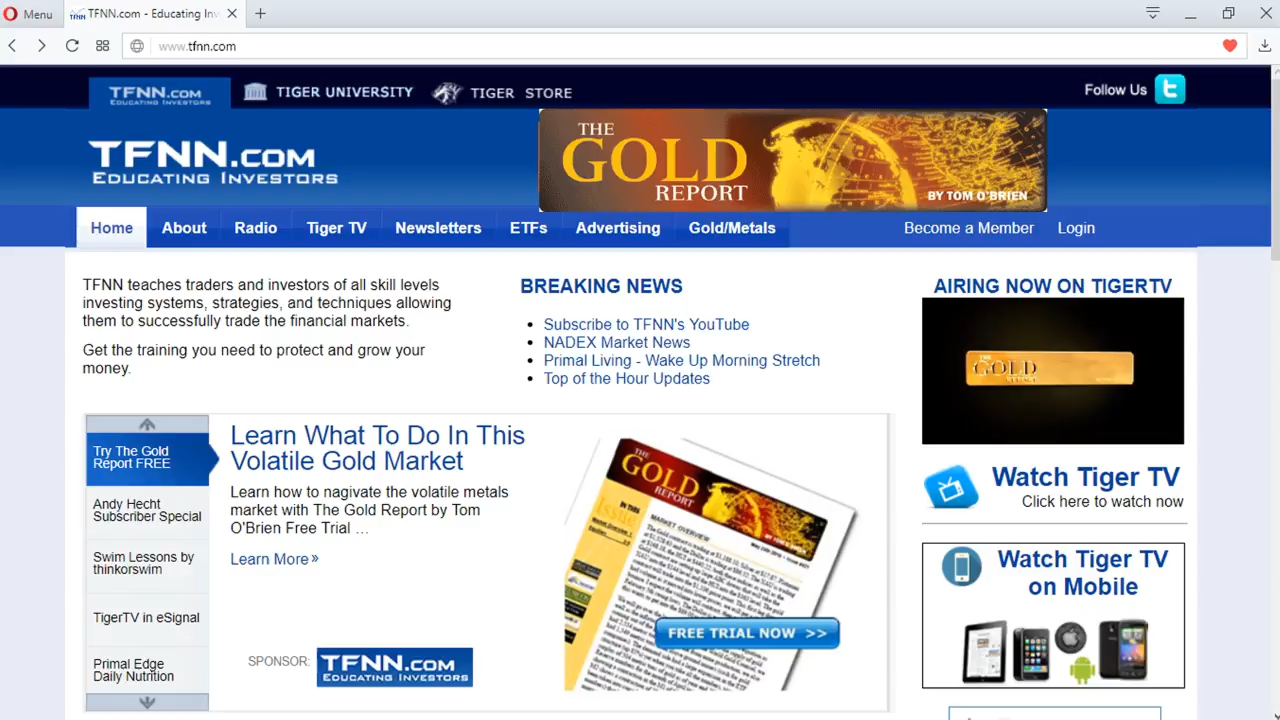 Menu
TFNN.com - Educating Inv
www.tfnn.com
TFNN.COM
EDUCATING INVESTORS
TIGER UNIVERSITY
TIGER STORE
Follow Us
TFNN.COM
EDUCATING INVESTORS
THE
GOLD
REPORT
BY TOM O'BRIEN
Home
About
Radio
Tiger TV
Newsletters
ETFs
Advertising
Gold/Metals
Become a Member
Login
TFNN teaches traders and investors of all skill levels
investing systems, strategies, and techniques allowing
them to successfully trade the financial markets.
Get the training you need to protect and grow your
money.
BREAKING NEWS
Subscribe to TFNN's YouTube
NADEX Market News
Primal Living - Wake Up Morning Stretch
Top of the Hour Updates
AIRING NOW ON TIGERTV
THE
GOLD
REPORT
Watch Tiger TV
Click here to watch now
Watch Tiger TV
on Mobile
Try The Gold
Report FREE
Andy Hecht
Subscriber Special
Swim Lessons by
thinkorswim
TigerTV in eSignal
Primal Edge
Daily Nutrition
Learn What To Do In This
Volatile Gold Market
Learn how to nagivate the volatile metals
market with The Gold Report by Tom
O'Brien Free Trial …
Learn More »
SPONSOR:
TFNN.COM
EDUCATING INVESTORS
THE
GOLD
REPORT
BY TOM O'BRIEN
IN THIS
Issue
MARKET OVERVIEW
FREE TRIAL NOW >>